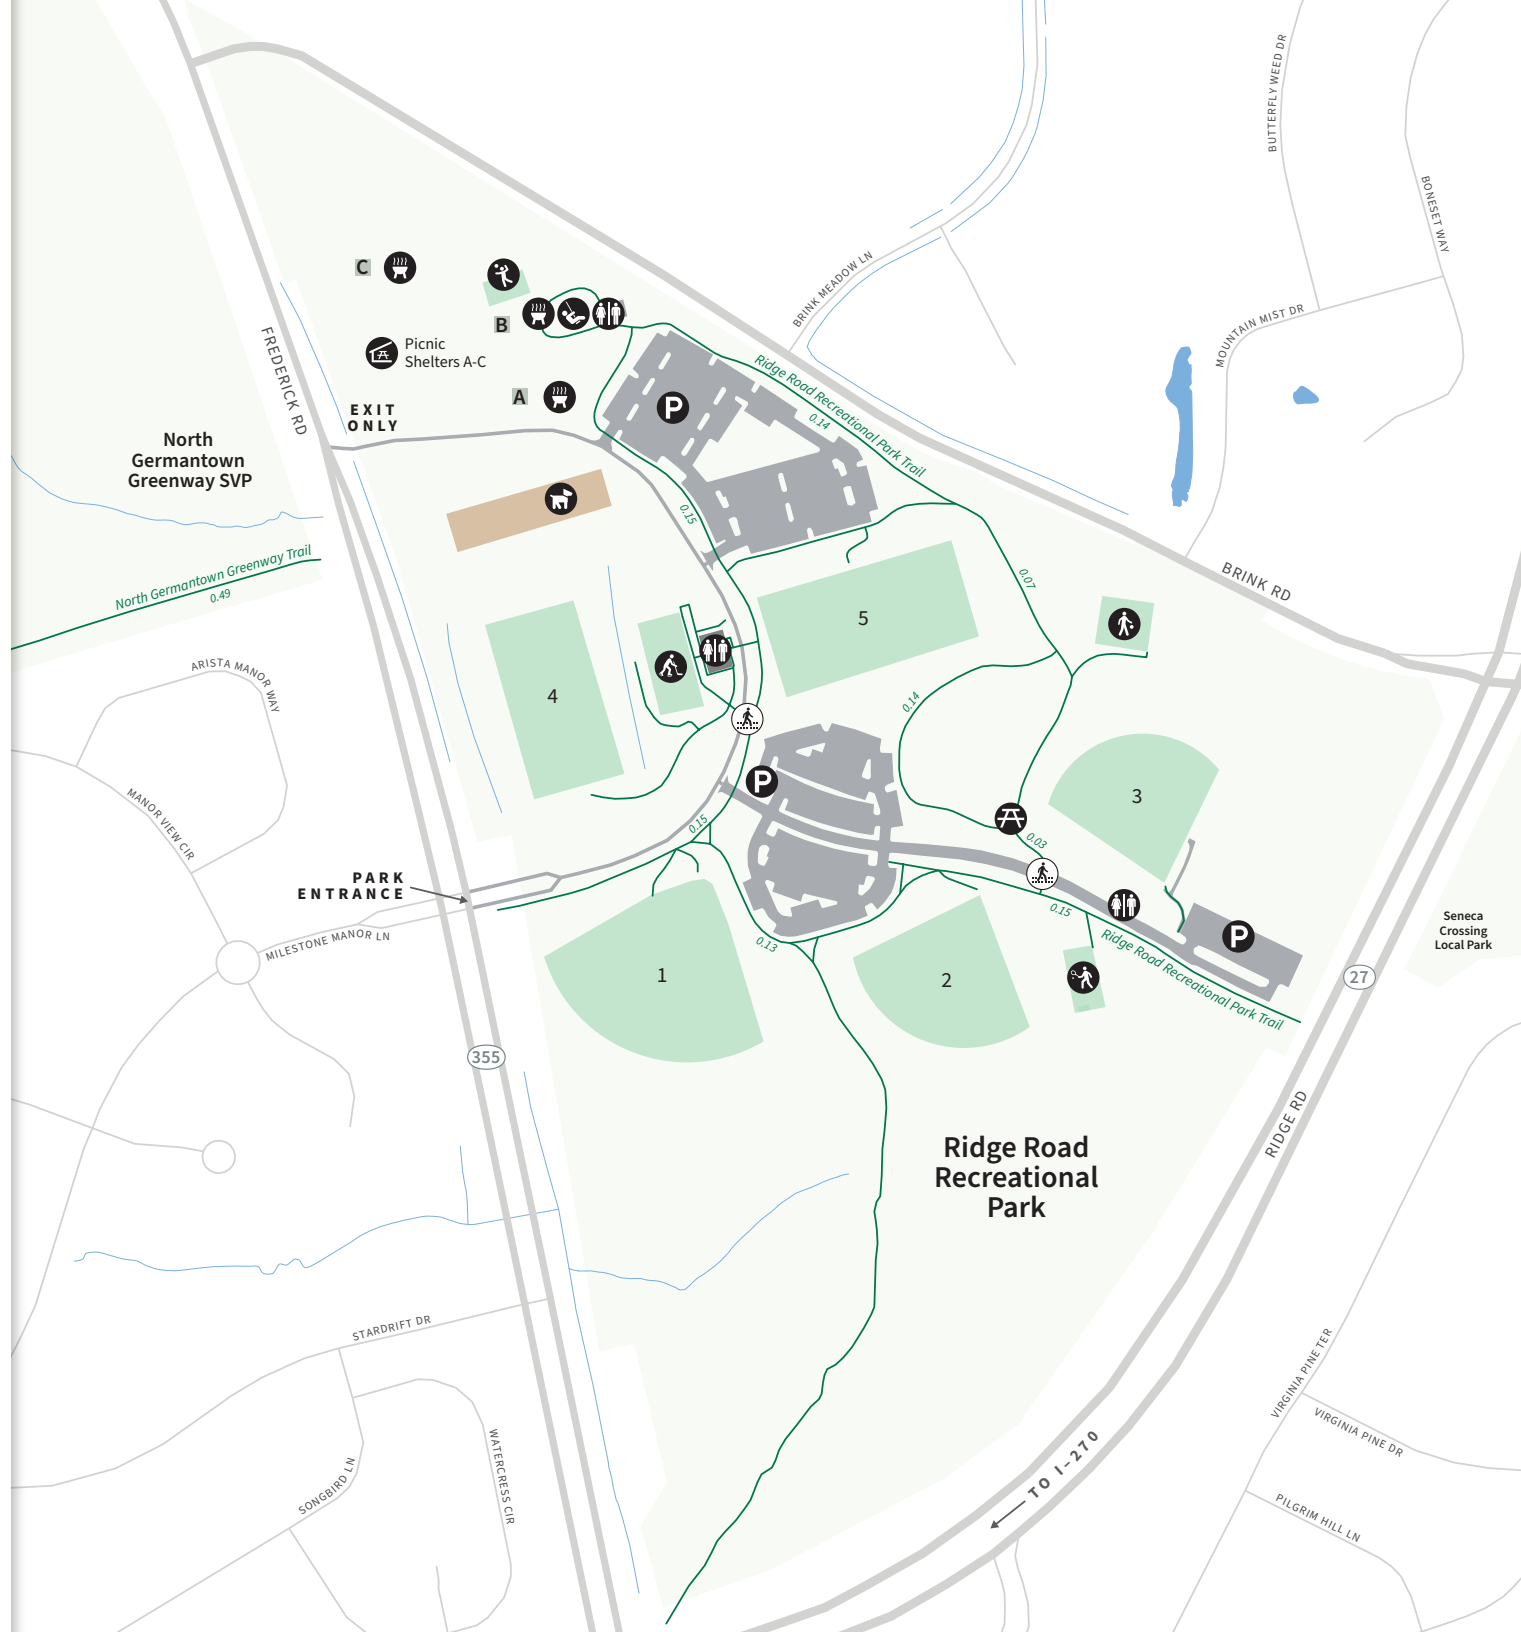 BUTTERFLY WEED DR
BONESET WAY
BRINK MEADOW LN
MOUNTAIN MIST DR
C
B
Picnic
Shelters A-C
A
FREDERICK RD
EXIT
ONLY
P
Ridge Road Recreational Park Trail
0.14
North
Germantown
Greenway SVP
0.15
North Germantown Greenway Trail
0.49
0.07
BRINK RD
5
4
ARISTA MANOR WAY
0.14
P
3
MANOR VIEW CIR
0.15
0.03
PARK
ENTRANCE
MILESTONE MANOR LN
0.15
P
Ridge Road Recreational Park Trail
Seneca
Crossing
Local Park
0.13
1
2
27
355
RIDGE RD
Ridge Road
Recreational
Park
STARDRIFT DR
VIRGINIA PINE TER
VIRGINIA PINE DR
SONGBIRD LN
WATERCRESS CIR
TO I-270
PILGRIM HILL LN